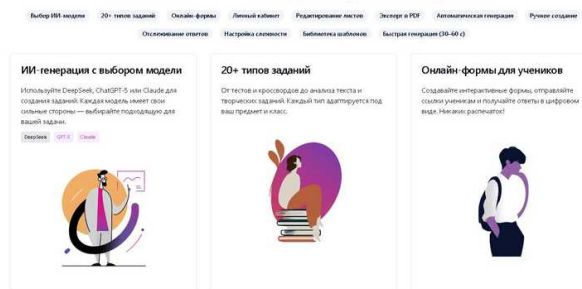 Выбор ИИ-модели 20+ типов заданий Онлайн-формы Личный кабинет Редактирование листов Экспорт в PDF Автоматическая генерация Ручное создание
Отслеживание ответов Настройка сложности Библиотека шаблонов Быстрая генерация (30-60 с)
ИИ-генерация с выбором модели
Используйте DeepSeek, ChatGPT-5 или Claude для
создания заданий. Каждая модель имеет свои
сильные стороны — выбирайте подходящую для
вашей задачи.
DeepSeek GPT-5 Claude
20+ типов заданий
От тестов и кроссвордов до анализа текста и
творческих заданий. Каждый тип адаптируется под
ваш предмет и класс.
Онлайн-формы для учеников
Создавайте интерактивные формы, отправляйте
ссылки ученикам и получайте ответы в цифровом
виде. Никаких распечаток!